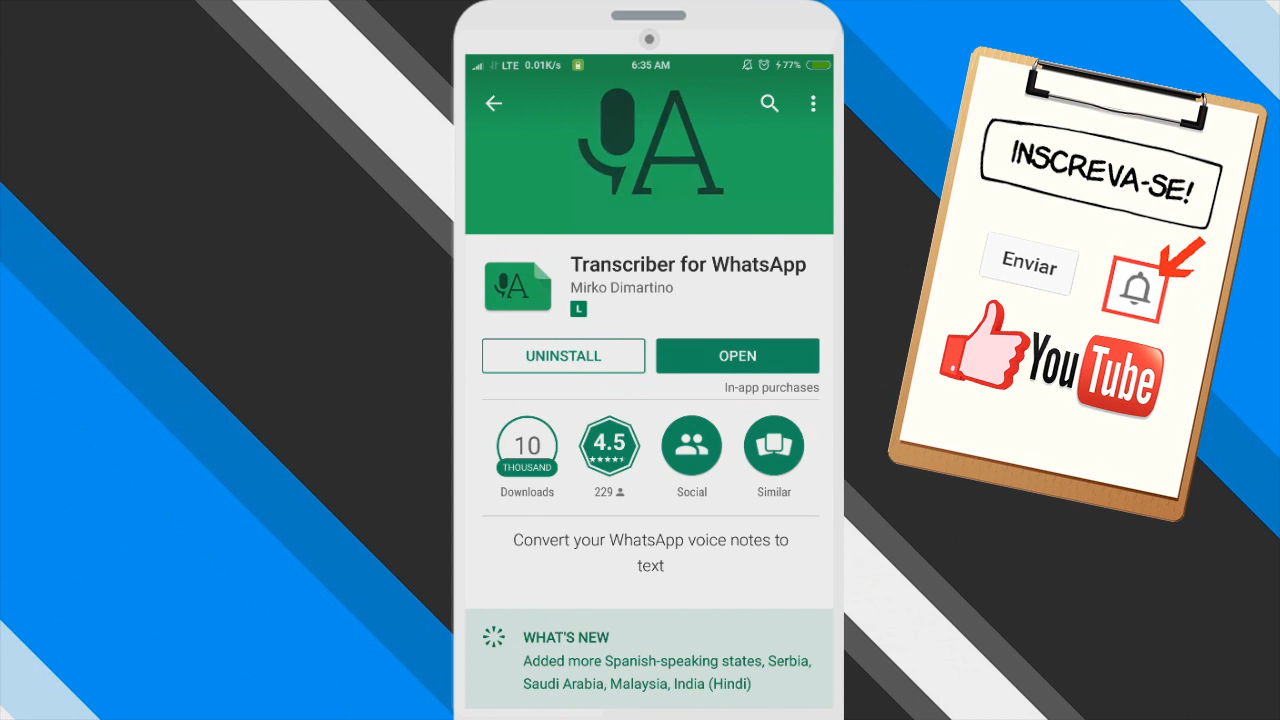 LTE 0.01K/s
6:35 AM
77%
A
Transcriber for WhatsApp
A
Mirko Dimartino
L
UNINSTALL
OPEN
In-app purchases
10
THOUSAND
4.5
Downloads
229
Social
Similar
Convert your WhatsApp voice notes to
text
WHAT'S NEW
Added more Spanish-speaking states, Serbia,
Saudi Arabia, Malaysia, India (Hindi)
INSCREVA-SE!
Enviar
YouTube